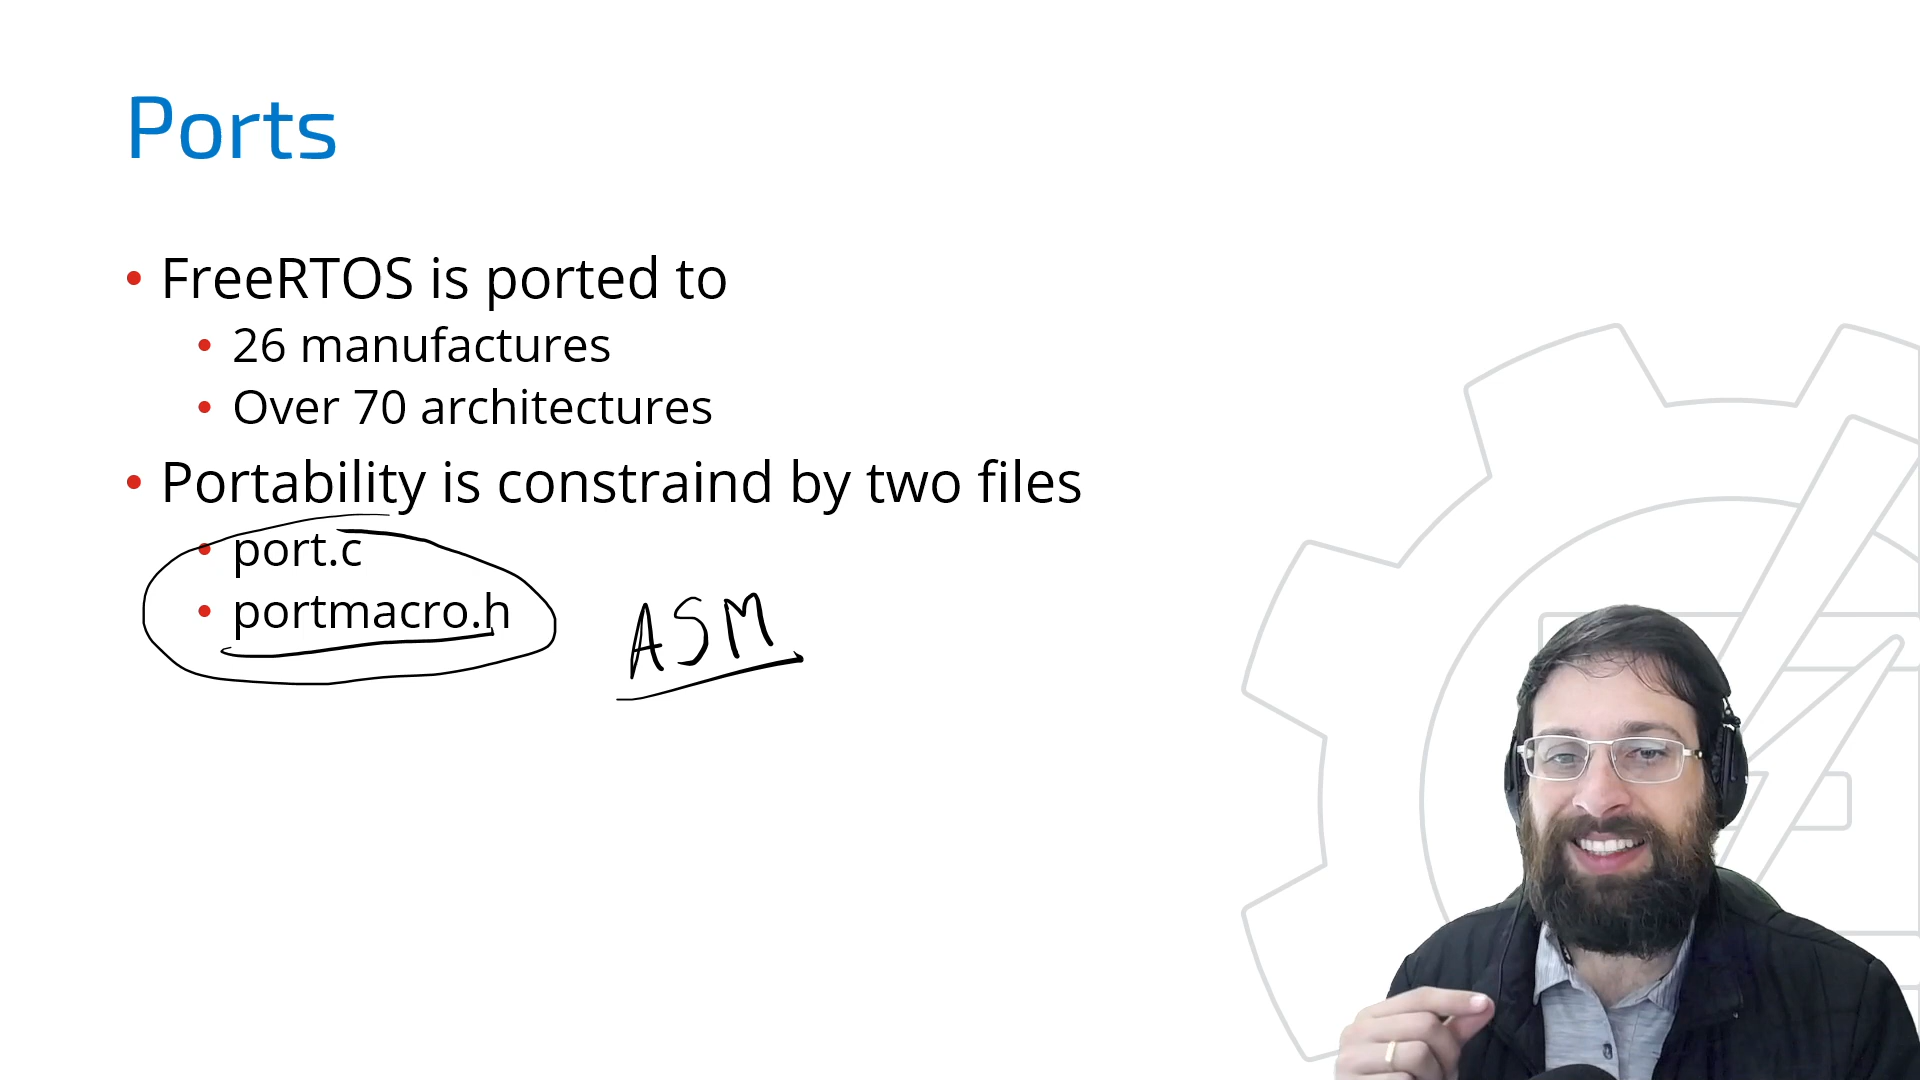 Ports
• FreeRTOS is ported to
• 26 manufactures
• Over 70 architectures
• Portability is constraind by two files
• port.c
• portmacro.h
ASM